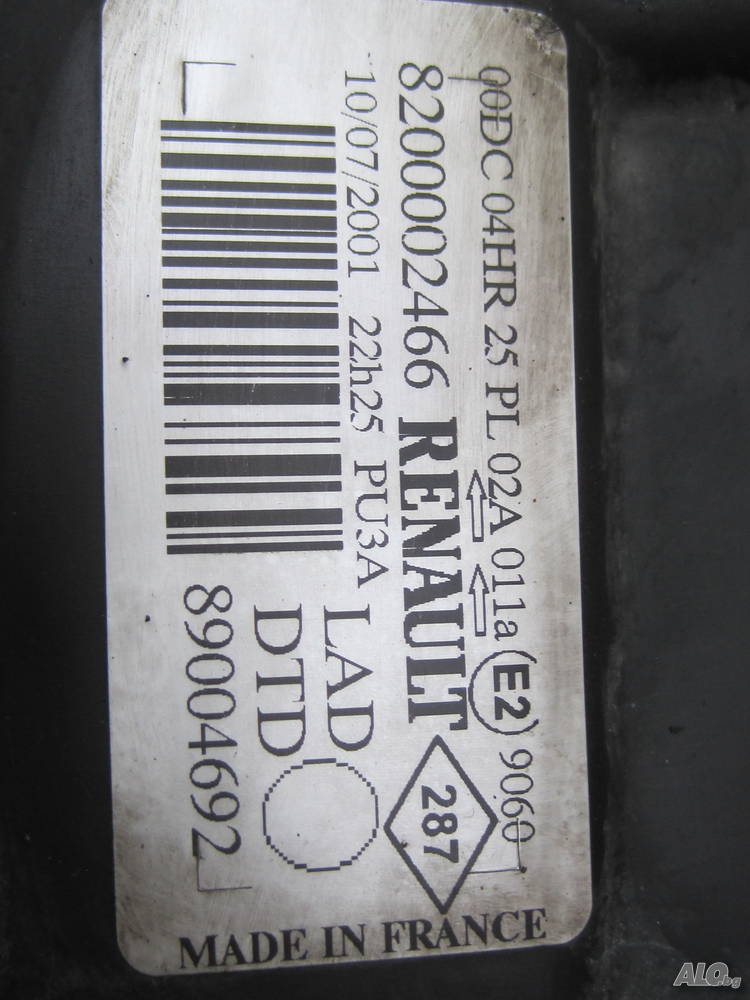 00DC 04HR 25 PL 02A 011a E2 9060
8200002466 RENAULT 287
10/07/2001 22h25 PU3A
LAD
DTD
89004692
MADE IN FRANCE
ALO.bg